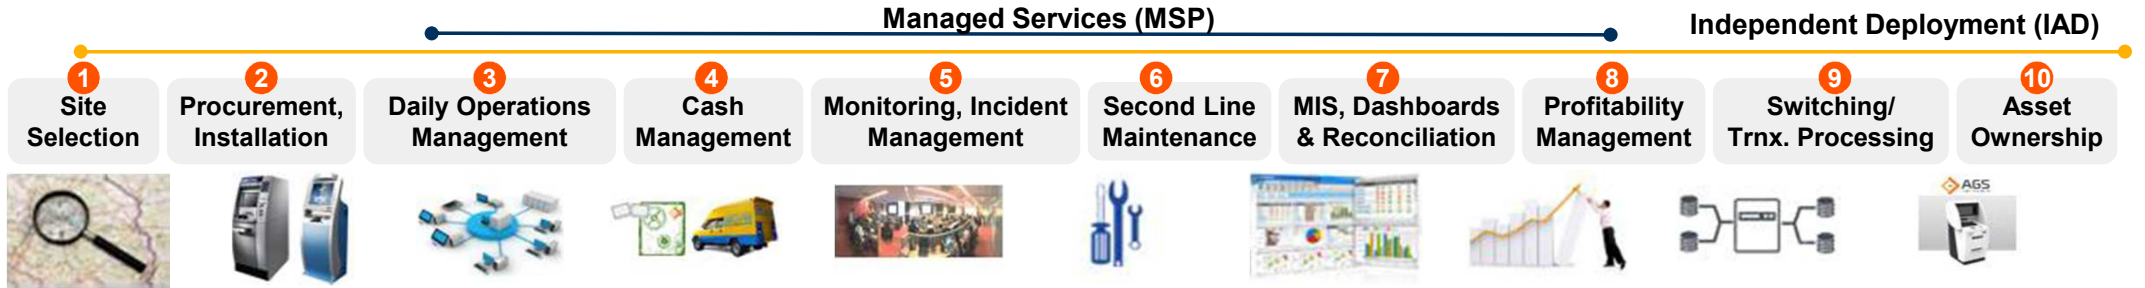 Managed Services (MSP)
Independent Deployment (IAD)
1
Site
Selection
2
Procurement,
Installation
3
Daily Operations
Management
4
Cash
Management
5
Monitoring, Incident
Management
6
Second Line
Maintenance
7
MIS, Dashboards
& Reconciliation
8
Profitability
Management
9
Switching/
Trnx. Processing
10
Asset
Ownership
AGS